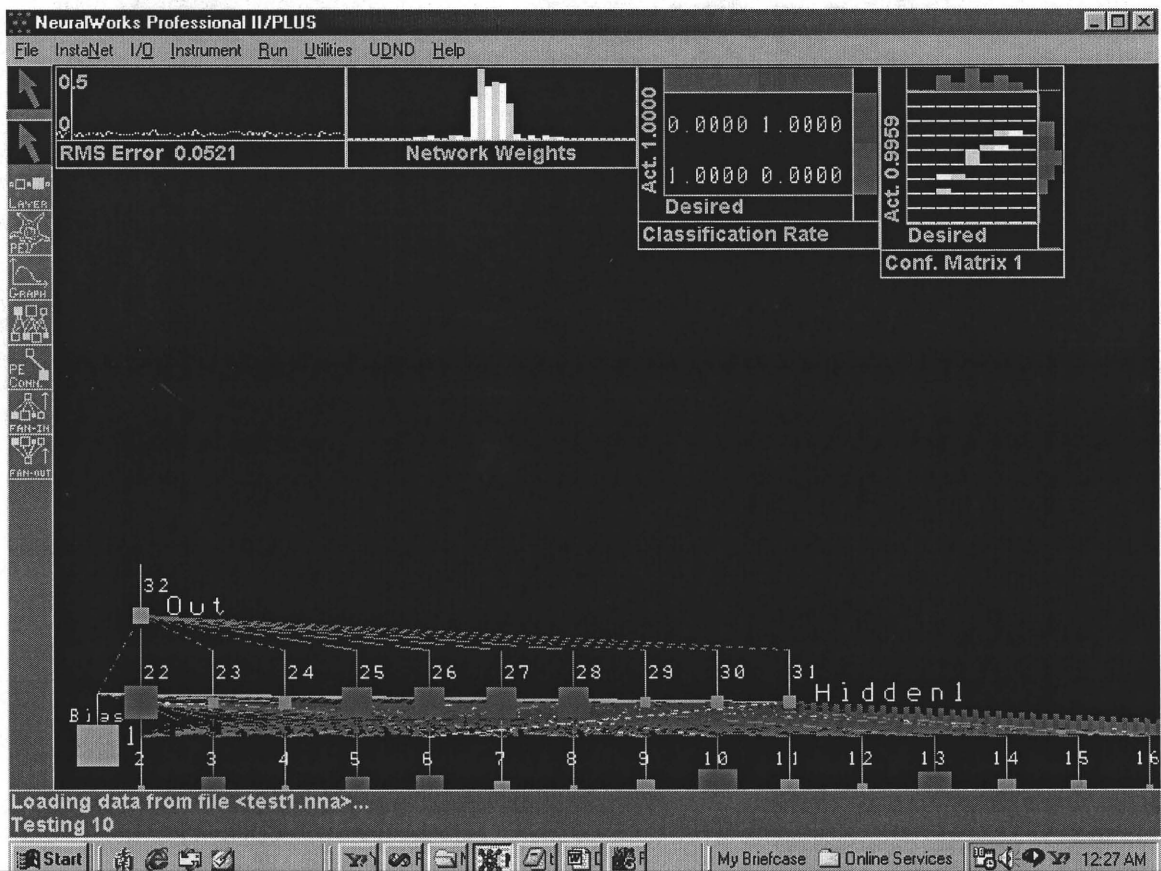 NeuralWorks Professional II/PLUS
File InstaNet I/O Instrument Run Utilities UDND Help
0.5
0
RMS Error 0.0521
Network Weights
Act. 1.0000
0.0000 1.0000
1.0000 0.0000
Desired
Classification Rate
Act. 0.9959
Desired
Conf. Matrix 1
LAYER
PE
GRAPH
PE
CONN.
FAN-IN
FAN-OUT
32
Out
22 23 24 25 26 27 28 29 30 31
Hidden1
Bias
1
2 3 4 5 6 7 8 9 10 11 12 13 14 15 16
Loading data from file <test1.nna>...
Testing 10
Start
My Briefcase Online Services 12:27 AM